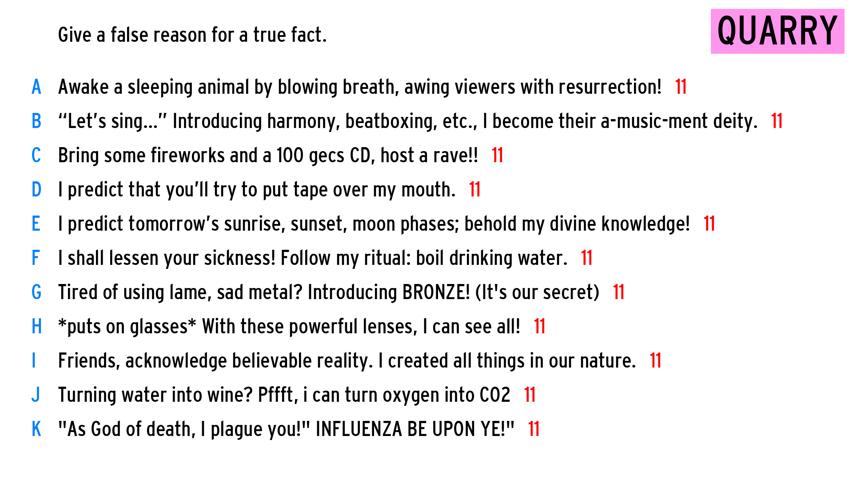 Give a false reason for a true fact.
QUARRY
A Awake a sleeping animal by blowing breath, awing viewers with resurrection! 11
B “Let’s sing...” Introducing harmony, beatboxing, etc., I become their a-music-ment deity. 11
C Bring some fireworks and a 100 gecs CD, host a rave!! 11
D I predict that you’ll try to put tape over my mouth. 11
E I predict tomorrow’s sunrise, sunset, moon phases; behold my divine knowledge! 11
F I shall lessen your sickness! Follow my ritual: boil drinking water. 11
G Tired of using lame, sad metal? Introducing BRONZE! (It's our secret) 11
H *puts on glasses* With these powerful lenses, I can see all! 11
I Friends, acknowledge believable reality. I created all things in our nature. 11
J Turning water into wine? Pffft, i can turn oxygen into CO2 11
K "As God of death, I plague you!" INFLUENZA BE UPON YE!" 11